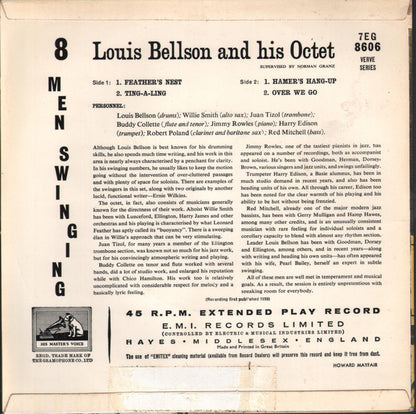 8 MEN SWINGING
Louis Bellson and his Octet
SUPERVISED BY NORMAN GRANZ
7EG
8606
VERVE
SERIES
Side 1: 1. FEATHER'S NEST
2. TING-A-LING
Side 2: 1. HAMER'S HANG-UP
2. OVER WE GO
PERSONNEL:
Louis Bellson (drums); Willie Smith (alto sax); Juan Tizol (trombone);
Buddy Collette (flute and tenor); Jimmy Rowles (piano); Harry Edison
(trumpet); Robert Poland (clarinet and baritone sax); Red Mitchell (bass).
Although Louis Bellson is best known for his drumming
skills, he also spends much time writing, and his work in this
area is nearly always characterised by a penchant for clarity.
In his swinging numbers, he usually likes to keep the motion
going without the intervention of over-cluttered passages
and with plenty of space for soloists. There are examples of
the swingers in this set, along with two originals by another
lucid, functional writer—Ernie Wilkins.
The octet, in fact, also consists of musicians generally
known for the directness of their work. Altoist Willie Smith
has been with Lunceford, Ellington, Harry James and other
orchestras and his playing is characterised by what Leonard
Feather has aptly called its "buoyancy". There is a sweeping
élan in Willie's approach that can be very stimulating.
Juan Tizol, for many years a member of the Ellington
trombone section, was known not so much for his jazz work,
but for his convincingly atmospheric writing and playing.
Buddy Collette on tenor and flute worked with several
bands, did a lot of studio work, and enlarged his reputation
while with Chico Hamilton. His work too is relatively
uncomplicated with considerable respect for melody and a
basically lyric feeling.
Jimmy Rowles, one of the tastiest pianists in jazz, has
appeared on a number of recordings, both as accompanist
and soloist. He's been with Goodman, Herman, Dorsey-
Brown, various singers and jazz units, and swings unfailingly.
Trumpeter Harry Edison, a Basie alumnus, has been in
much studio demand in recent years, and also has been
heading units of his own. All through his career, Edison too
has been noted for the clear warmth of his playing and his
ability to be hot without being frenzied.
Red Mitchell, already one of the major modern jazz
bassists, has been with Gerry Mulligan and Hamp Hawes,
among many other credits, and is an unusually consistent
musician with rare feeling for individual soloists and a
corollary capacity to blend with almost any rhythm section.
Leader Louis Bellson has been with Goodman, Dorsey
and Ellington, among others, and in recent years—along
with writing and heading his own units—has often appeared
with his wife, Pearl Bailey, herself an expert in swinging
ensemble.
All of these men are well met in temperament and musical
goals. As a result, the session is entirely unpretentious non
sneaking room for everybody.
(Recording first published 1960)
"HIS MASTER'S VOICE"
REGD. TRADE MARK OF
THE GRAMOPHONE CO. LTD
45 R.P.M. EXTENDED PLAY RECORD
E.M.I. RECORDS LIMITED
(CONTROLLED BY ELECTRIC & MUSICAL INDUSTRIES LIMITED)
HAYES • MIDDLESEX • ENGLAND
Made and Printed in Great Britain
The use of "EMITEX" cleaning material (available from Record Dealers) will preserve this record and keep it free from dust.
HOWARD MAYFAIR